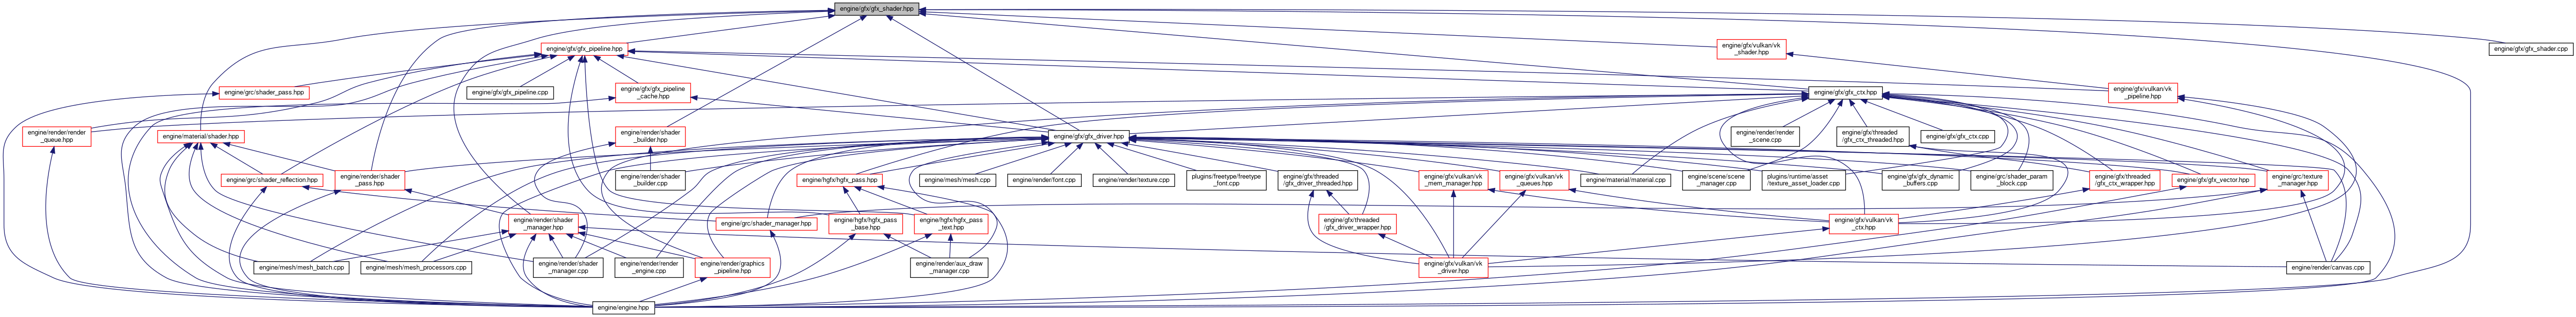 engine/gfx/gfx_shader.hpp
engine/gfx/gfx_pipeline.hpp
engine/gfx/vulkan/vk
_shader.hpp
engine/gfx/gfx_shader.cpp
engine/grc/shader_pass.hpp
engine/gfx/gfx_pipeline.cpp
engine/gfx/gfx_pipeline
_cache.hpp
engine/gfx/gfx_ctx.hpp
engine/gfx/vulkan/vk
_pipeline.hpp
engine/render/render
_queue.hpp
engine/material/shader.hpp
engine/render/shader
_builder.hpp
engine/gfx/gfx_driver.hpp
engine/render/render
_scene.cpp
engine/gfx/threaded
/gfx_ctx_threaded.hpp
engine/gfx/gfx_ctx.cpp
engine/grc/shader_reflection.hpp
engine/render/shader
_pass.hpp
engine/render/shader
_builder.cpp
engine/hgfx/hgfx_pass.hpp
engine/mesh/mesh.cpp
engine/render/font.cpp
engine/render/texture.cpp
plugins/freetype/freetype
_font.cpp
engine/gfx/threaded
/gfx_driver_threaded.hpp
engine/gfx/vulkan/vk
_mem_manager.hpp
engine/gfx/vulkan/vk
_queues.hpp
engine/material/material.cpp
engine/scene/scene
_manager.cpp
plugins/runtime/asset
/texture_asset_loader.cpp
engine/gfx/gfx_dynamic
_buffers.cpp
engine/grc/shader_param
_block.cpp
engine/gfx/threaded
/gfx_ctx_wrapper.hpp
engine/gfx/gfx_vector.hpp
engine/grc/texture
_manager.hpp
engine/render/shader
_manager.hpp
engine/grc/shader_manager.hpp
engine/hgfx/hgfx_pass
_base.hpp
engine/hgfx/hgfx_pass
_text.hpp
engine/gfx/threaded
/gfx_driver_wrapper.hpp
engine/gfx/vulkan/vk
_ctx.hpp
engine/mesh/mesh_batch.cpp
engine/mesh/mesh_processors.cpp
engine/render/shader
_manager.cpp
engine/render/render
_engine.cpp
engine/render/graphics
_pipeline.hpp
engine/render/aux_draw
_manager.cpp
engine/gfx/vulkan/vk
_driver.hpp
engine/render/canvas.cpp
engine/engine.hpp